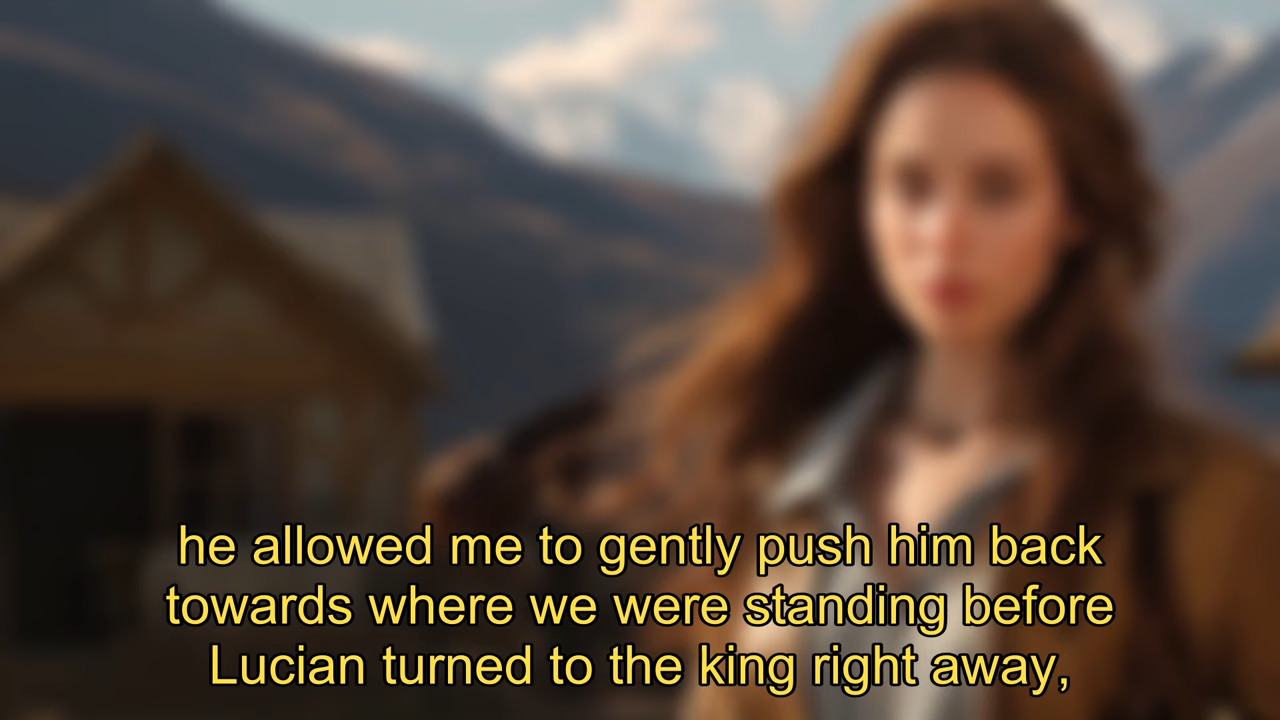 he allowed me to gently push him back
towards where we were standing before
Lucian turned to the king right away,